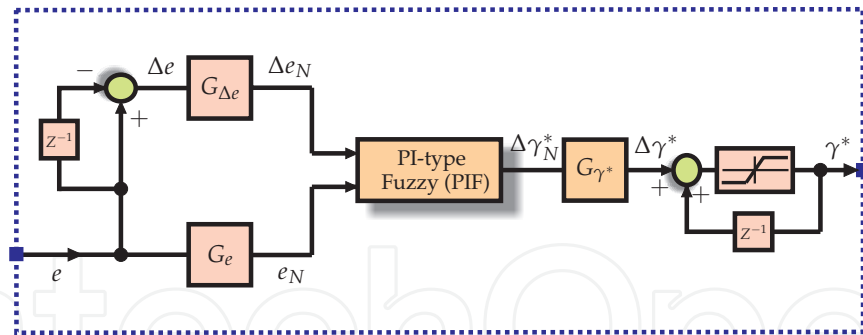 − Δe G_Δe Δe_N
+
Z⁻¹
e G_e e_N
PI-type
Fuzzy (PIF)
Δγ*_N G_γ* Δγ* γ*
+ +
Z⁻¹